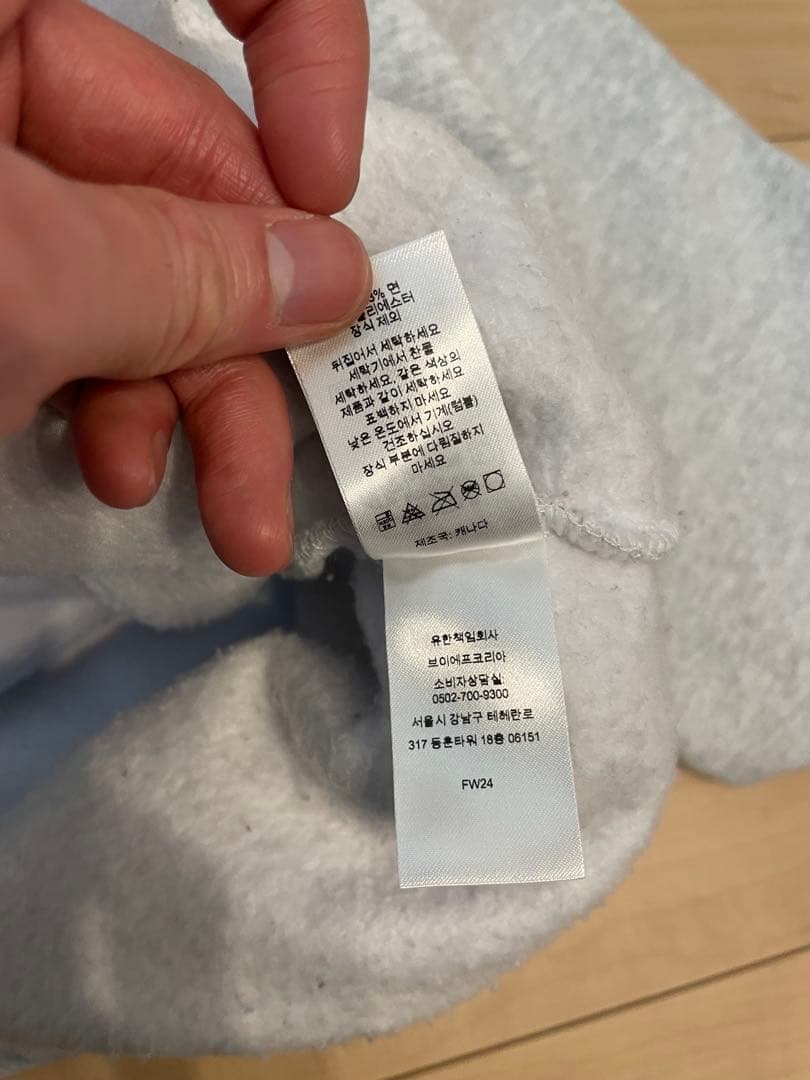 % 면
리에스터
장식 제외
뒤집어서 세탁하세요
세탁기에서 찬물
세탁하세요, 같은 색상의
제품과 같이 세탁하세요
표백하지 마세요
낮은 온도에서 기계(텀블)
건조하십시오
장식 부분에 다림질하지
마세요
제조국: 캐나다
유한책임회사
브이에프코리아
소비자상담실:
0502-700-9300
서울시 강남구 테헤란로
317 동훈타워 18층 06151
FW24